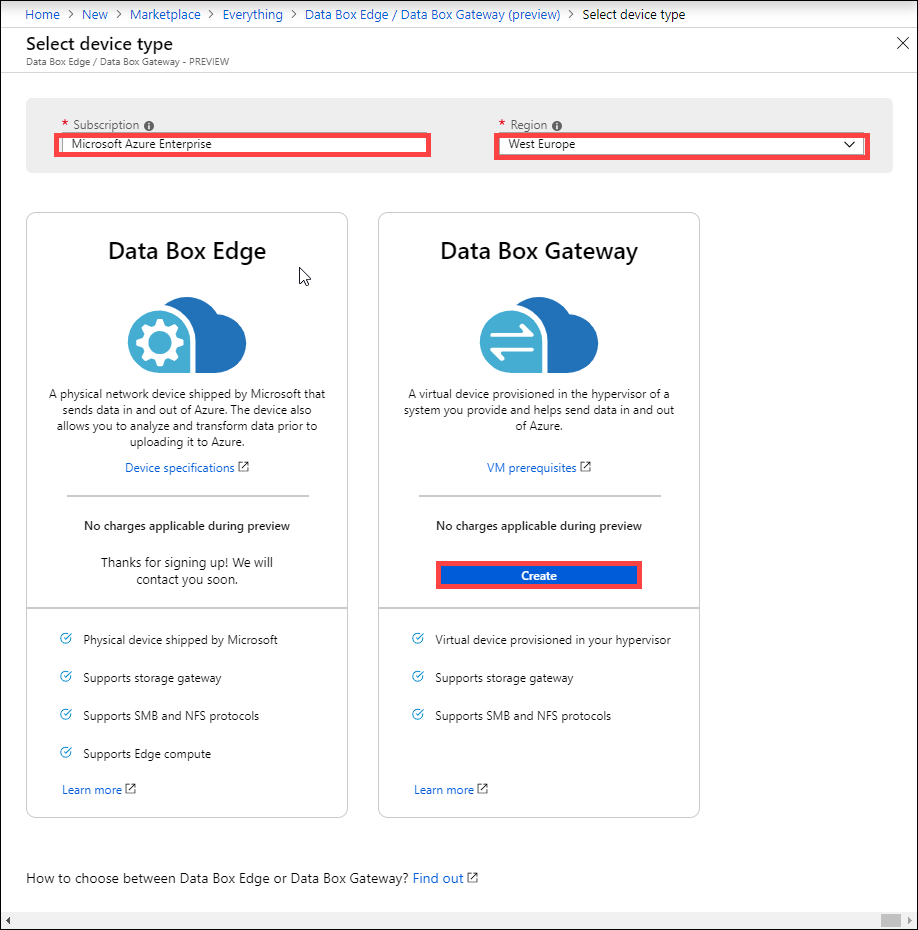 Home > New > Marketplace > Everything > Data Box Edge / Data Box Gateway (preview) > Select device type
Select device type
Data Box Edge / Data Box Gateway - PREVIEW
* Subscription
Microsoft Azure Enterprise
* Region
West Europe
Data Box Edge
A physical network device shipped by Microsoft that
sends data in and out of Azure. The device also
allows you to analyze and transform data prior to
uploading it to Azure.
Device specifications
No charges applicable during preview
Thanks for signing up! We will
contact you soon.
Physical device shipped by Microsoft
Supports storage gateway
Supports SMB and NFS protocols
Supports Edge compute
Learn more
Data Box Gateway
A virtual device provisioned in the hypervisor of a
system you provide and helps send data in and out
of Azure.
VM prerequisites
No charges applicable during preview
Create
Virtual device provisioned in your hypervisor
Supports storage gateway
Supports SMB and NFS protocols
Learn more
How to choose between Data Box Edge or Data Box Gateway? Find out